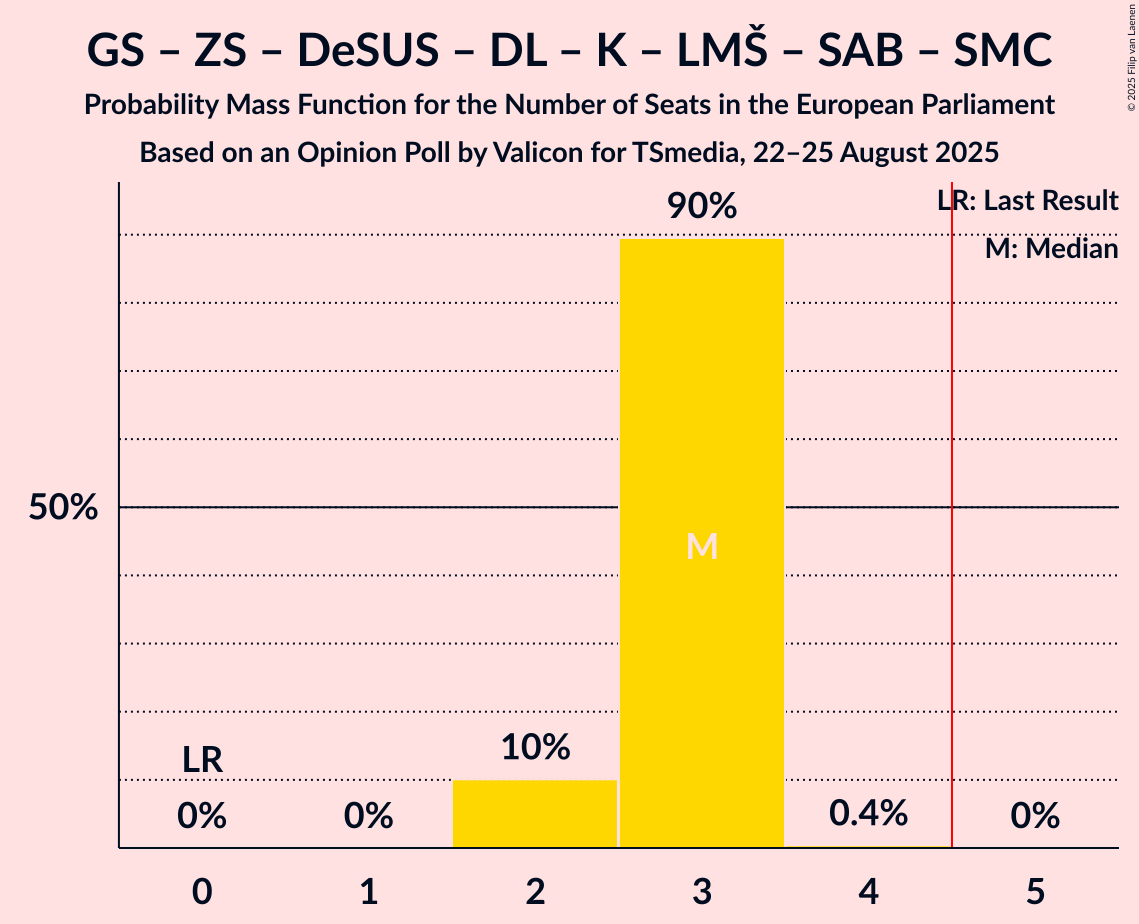 GS – ZS – DeSUS – DL – K – LMŠ – SAB – SMC
Probability Mass Function for the Number of Seats in the European Parliament
Based on an Opinion Poll by Valicon for TSmedia, 22–25 August 2025
© 2025 Filip van Laenen
LR: Last Result
M: Median
90%
50%
M
LR
10%
0%
0%
0.4%
0%
0
1
2
3
4
5